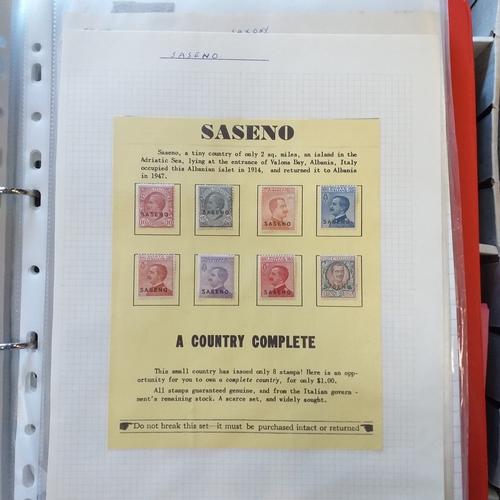 SAXONY
SASENO
SASENO
Saseno, a tiny country of only 2 sq. miles, an island in the
Adriatic Sea, lying at the entrance of Valona Bay, Albania, Italy
occupied this Albanian islet in 1914, and returned it to Albania
in 1947.
SASENO SASENO SASENO SASENO
SASENO SASENO SASENO SASENO
A COUNTRY COMPLETE
This small country has issued only 8 stamps! Here is an opp-
ortunity for you to own a complete country, for only $1.00.
All stamps guaranteed genuine, and from the Italian govern-
ment's remaining stock. A scarce set, and widely sought.
Do not break this set—it must be purchased intact or returned